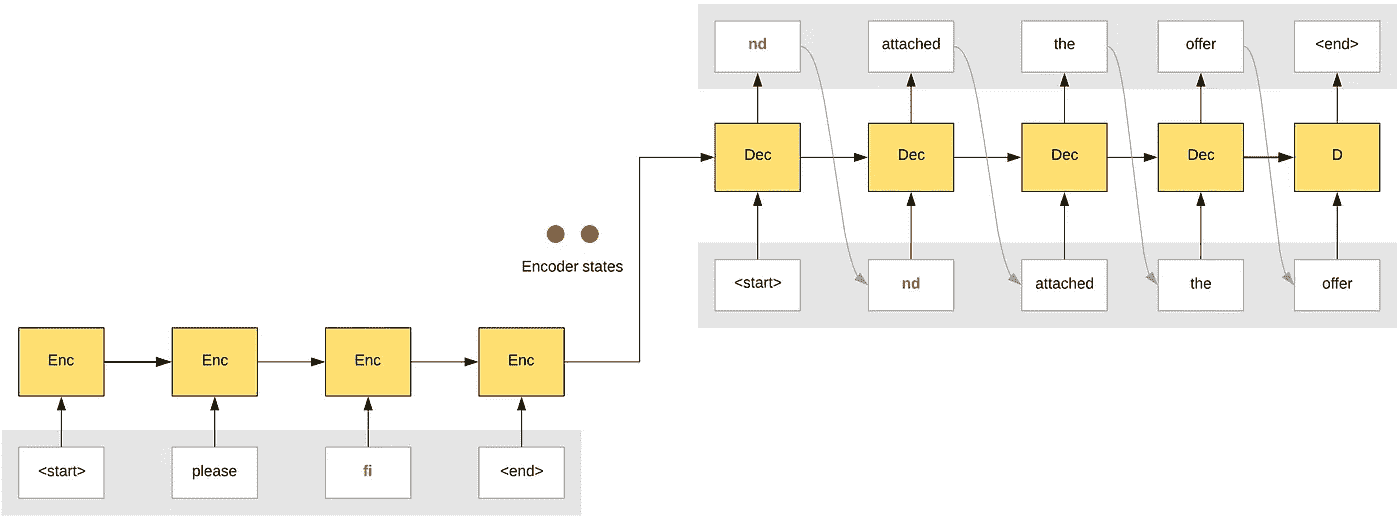 nd attached the offer <end>
Dec Dec Dec Dec D
Encoder states
<start> nd attached the offer
Enc Enc Enc Enc
<start> please fi <end>